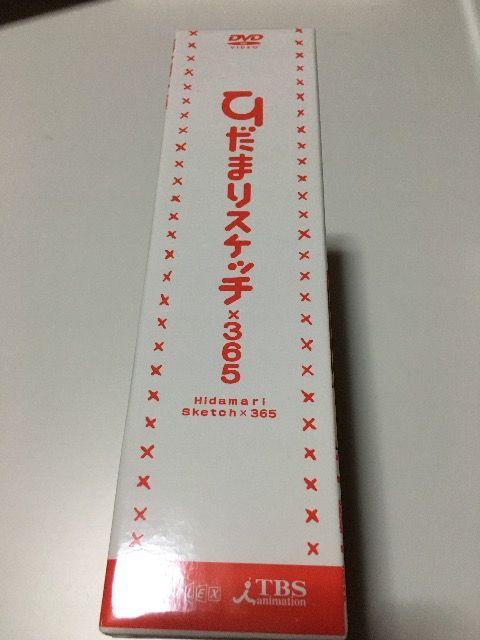 DVD
VIDEO
ひだまりスケッチ×365
Hidamari
Sketch×365
TBS
animation